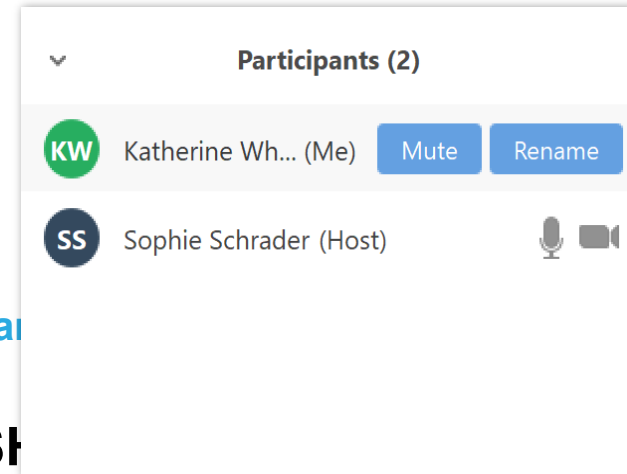 Participants (2)
KW Katherine Wh... (Me) Mute Rename
SS Sophie Schrader (Host)